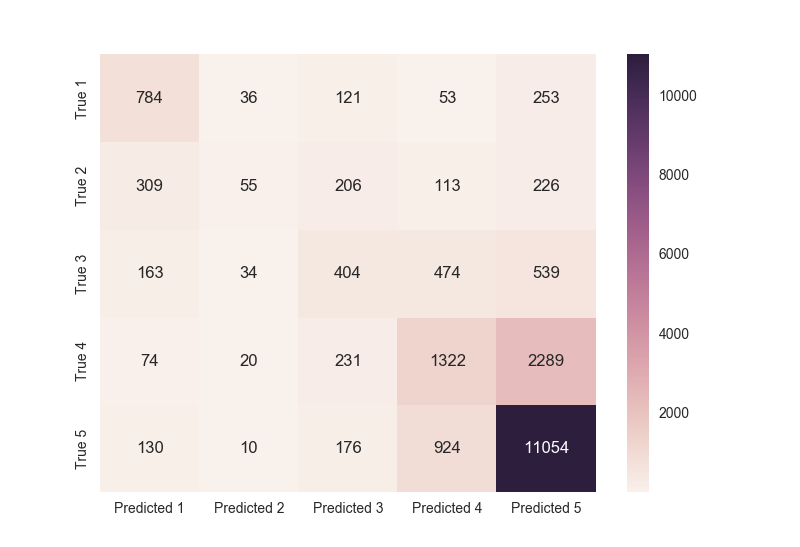 True 1 784 36 121 53 253
True 2 309 55 206 113 226
True 3 163 34 404 474 539
True 4 74 20 231 1322 2289
True 5 130 10 176 924 11054
Predicted 1 Predicted 2 Predicted 3 Predicted 4 Predicted 5
10000
8000
6000
4000
2000